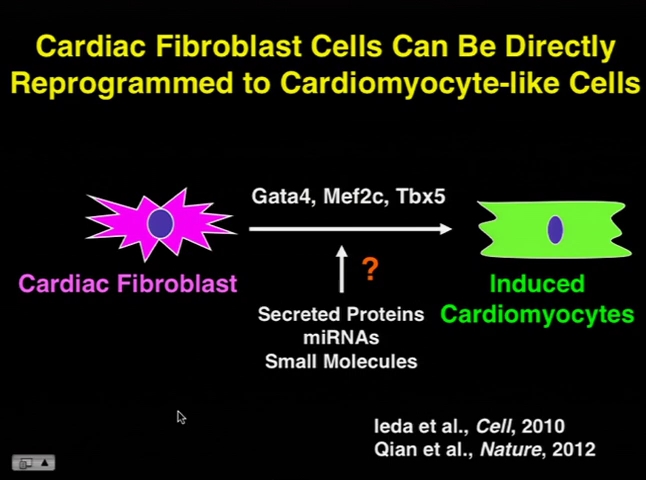 Cardiac Fibroblast Cells Can Be Directly
Reprogrammed to Cardiomyocyte-like Cells
Gata4, Mef2c, Tbx5
?
Cardiac Fibroblast
Induced
Cardiomyocytes
Secreted Proteins
miRNAs
Small Molecules
Ieda et al., Cell, 2010
Qian et al., Nature, 2012